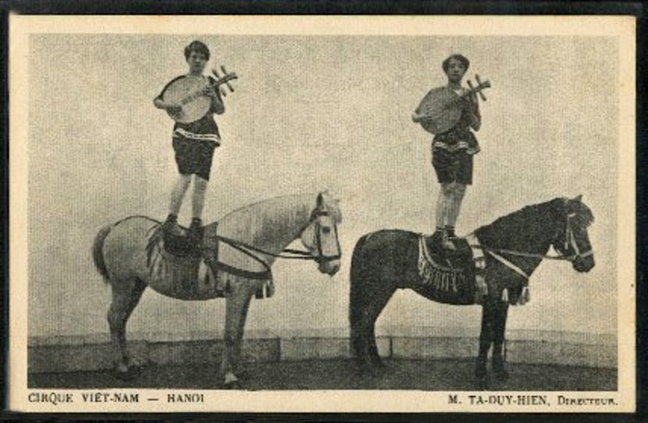 CIRQUE VIÊT-NAM — HANOI
M. TA-DUY-HIEN, DIRECTEUR.